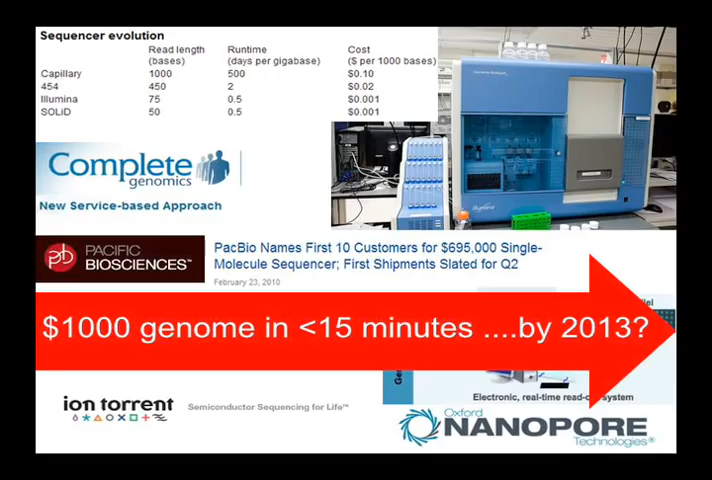 Sequencer evolution
Read length Runtime Cost
(bases) (days per gigabase) ($ per 1000 bases)
Capillary 1000 500 $0.10
454 450 2 $0.02
Illumina 75 0.5 $0.001
SOLiD 50 0.5 $0.001
Complete
genomics
New Service-based Approach
illumina
pb
PACIFIC
BIOSCIENCES™
PacBio Names First 10 Customers for $695,000 Single-
Molecule Sequencer; First Shipments Slated for Q2
February 23, 2010
$1000 genome in <15 minutes ....by 2013?
Electronic, real-time read-o system
ion torrent
Semiconductor Sequencing for Life™
Oxford
NANOPORE
Technologies®